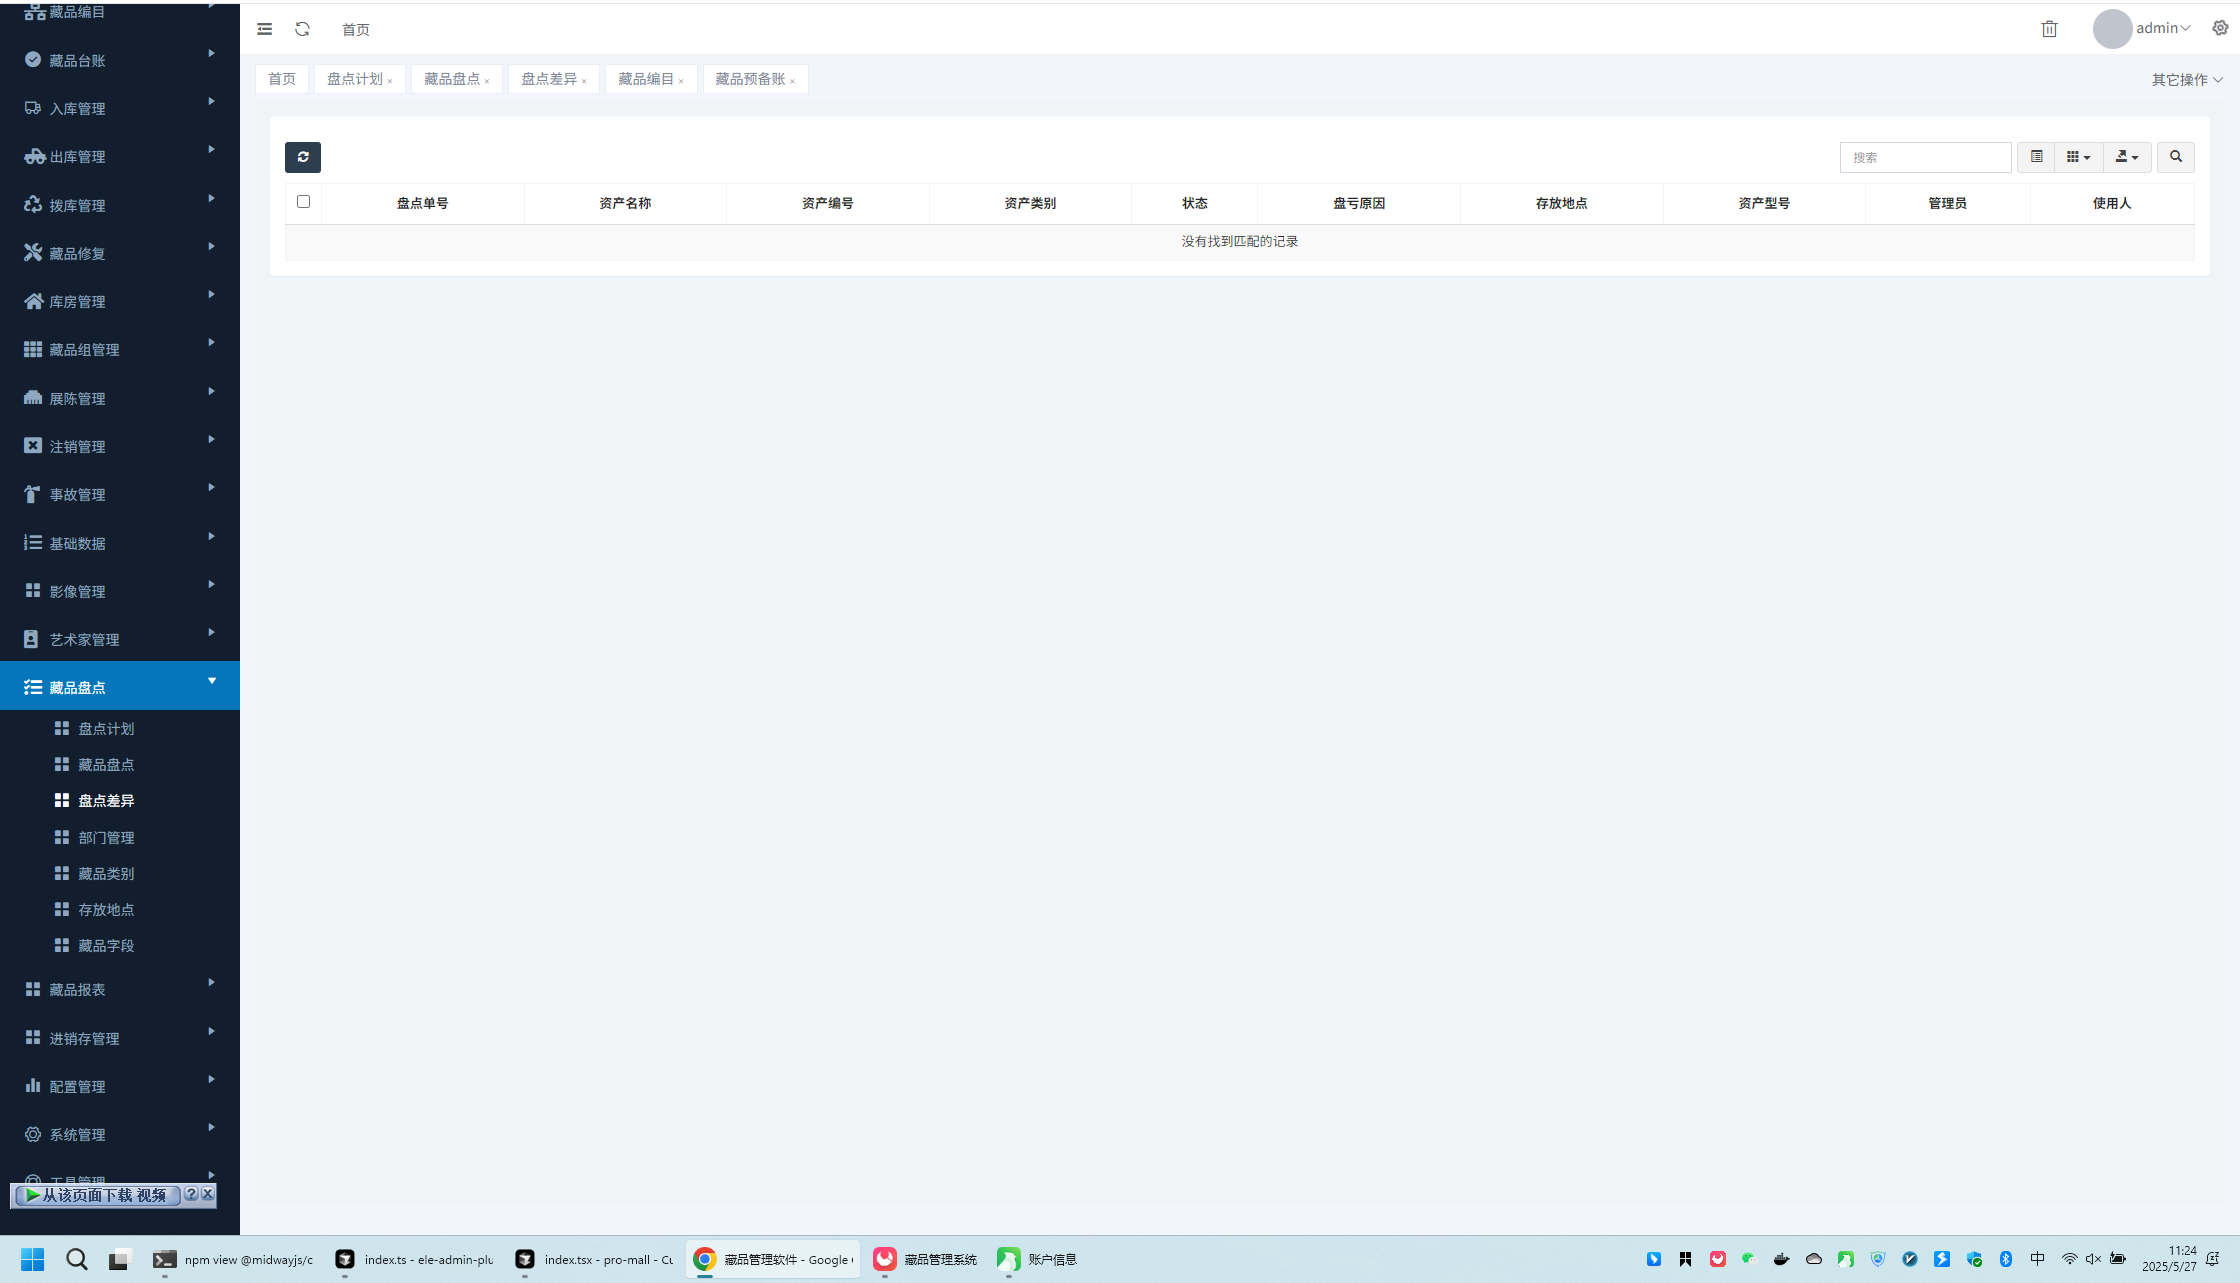 藏品编目
藏品台账
入库管理
出库管理
拨库管理
藏品修复
库房管理
藏品组管理
展陈管理
注销管理
事故管理
基础数据
影像管理
艺术家管理
藏品盘点
盘点计划
藏品盘点
盘点差异
部门管理
藏品类别
存放地点
藏品字段
藏品报表
进销存管理
配置管理
系统管理
工具管理
从该页面下载 视频 ? X
首页
admin
首页 盘点计划 × 藏品盘点 × 盘点差异 × 藏品编目 × 藏品预备账 ×
其它操作
搜索
盘点单号 资产名称 资产编号 资产类别 状态 盘亏原因 存放地点 资产型号 管理员 使用人
没有找到匹配的记录
npm view @midwayjs/c
index.ts - ele-admin-plu
index.tsx - pro-mall - Cu
藏品管理软件 - Google
藏品管理系统
账户信息
中
11:24
2025/5/27